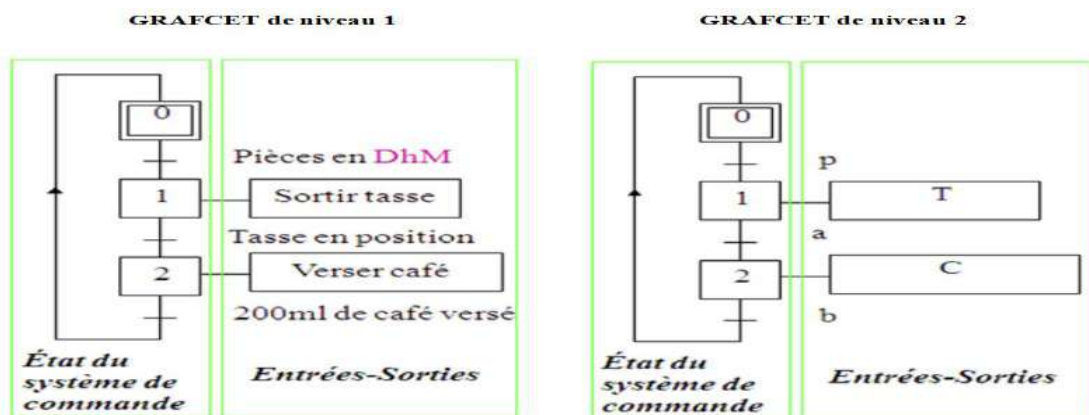 GRAFCET de niveau 1
0
Pièces en DhM
1
Sortir tasse
Tasse en position
2
Verser café
200ml de café versé
État du
système de
commande
Entrées-Sorties
GRAFCET de niveau 2
0
p
1
T
a
2
C
b
État du
système de
commande
Entrées-Sorties